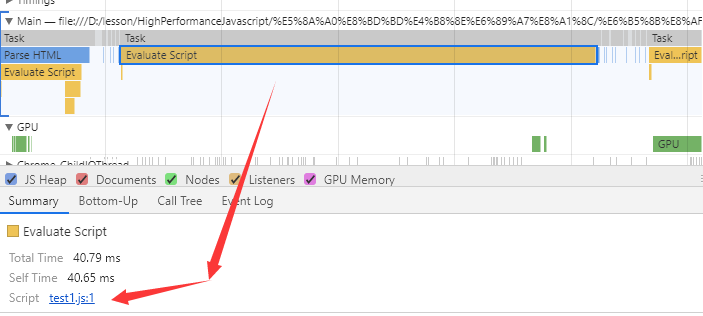 Timings
Main — file:///D:/lesson/HighPerformanceJavascript/%E5%8A%A0%E8%BD%BD%E4%B8%8E%E6%89%A7%E8%A1%8C/%E6%B5%8B%E8%AF
Task Task Task
Parse HTML Evaluate Script Eval...ript
Evaluate Script
GPU
GPU
Chrome_ChildIOThread
JS Heap Documents Nodes Listeners GPU Memory
Summary Bottom-Up Call Tree Event Log
Evaluate Script
Total Time 40.79 ms
Self Time 40.65 ms
Script test1.js:1